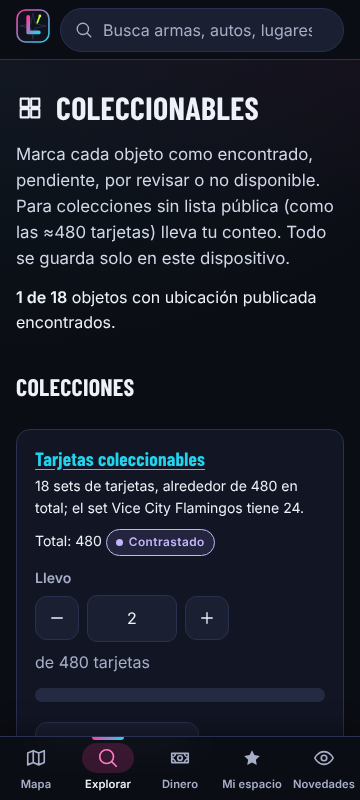 Busca armas, autos, lugares
COLECCIONABLES
Marca cada objeto como encontrado,
pendiente, por revisar o no disponible.
Para colecciones sin lista pública (como
las ≈480 tarjetas) lleva tu conteo. Todo
se guarda solo en este dispositivo.
1 de 18 objetos con ubicación publicada
encontrados.
COLECCIONES
Tarjetas coleccionables
18 sets de tarjetas, alrededor de 480 en
total; el set Vice City Flamingos tiene 24.
Total: 480 Contrastado
Llevo
− 2 +
de 480 tarjetas
Mapa Explorar Dinero Mi espacio Novedades